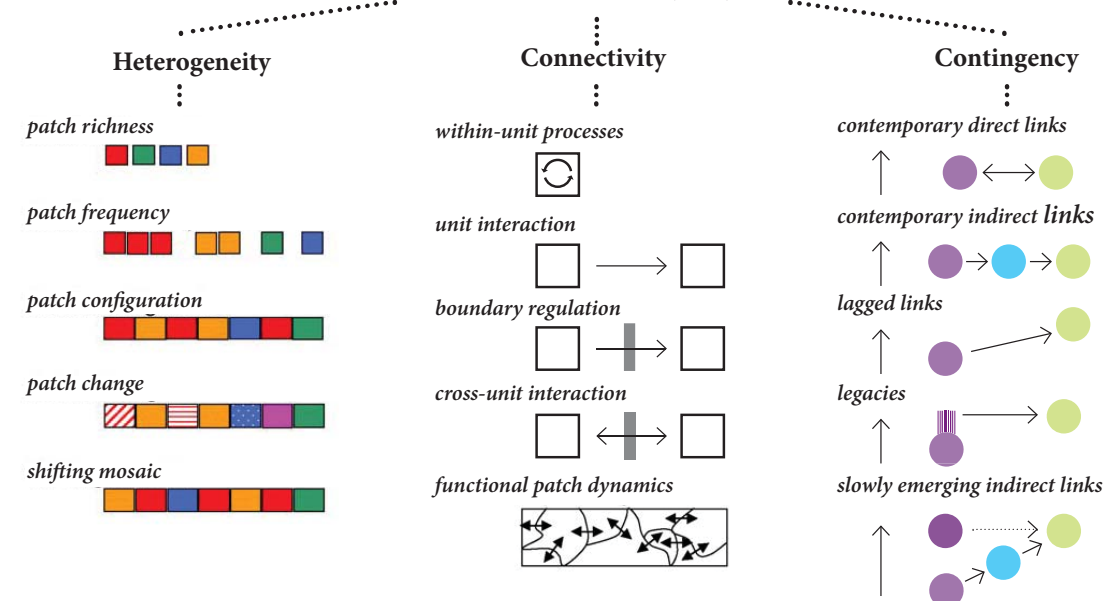 Heterogeneity
patch richness
patch frequency
patch configuration
patch change
shifting mosaic
Connectivity
within-unit processes
unit interaction
boundary regulation
cross-unit interaction
functional patch dynamics
Contingency
contemporary direct links
contemporary indirect links
lagged links
legacies
slowly emerging indirect links